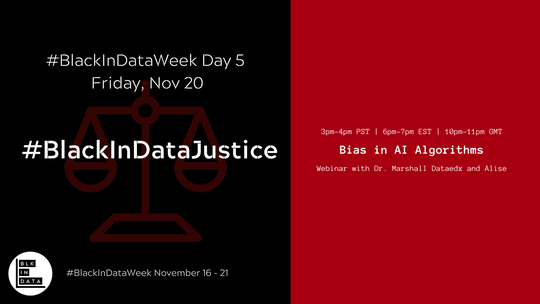 #BlackInDataWeek Day 5
Friday, Nov 20
#BlackInDataJustice
BLK
IN
DATA
#BlackInDataWeek November 16 - 21
3pm-4pm PST | 6pm-7pm EST | 10pm-11pm GMT
Bias in AI Algorithms
Webinar with Dr. Marshall Dataedx and Alise